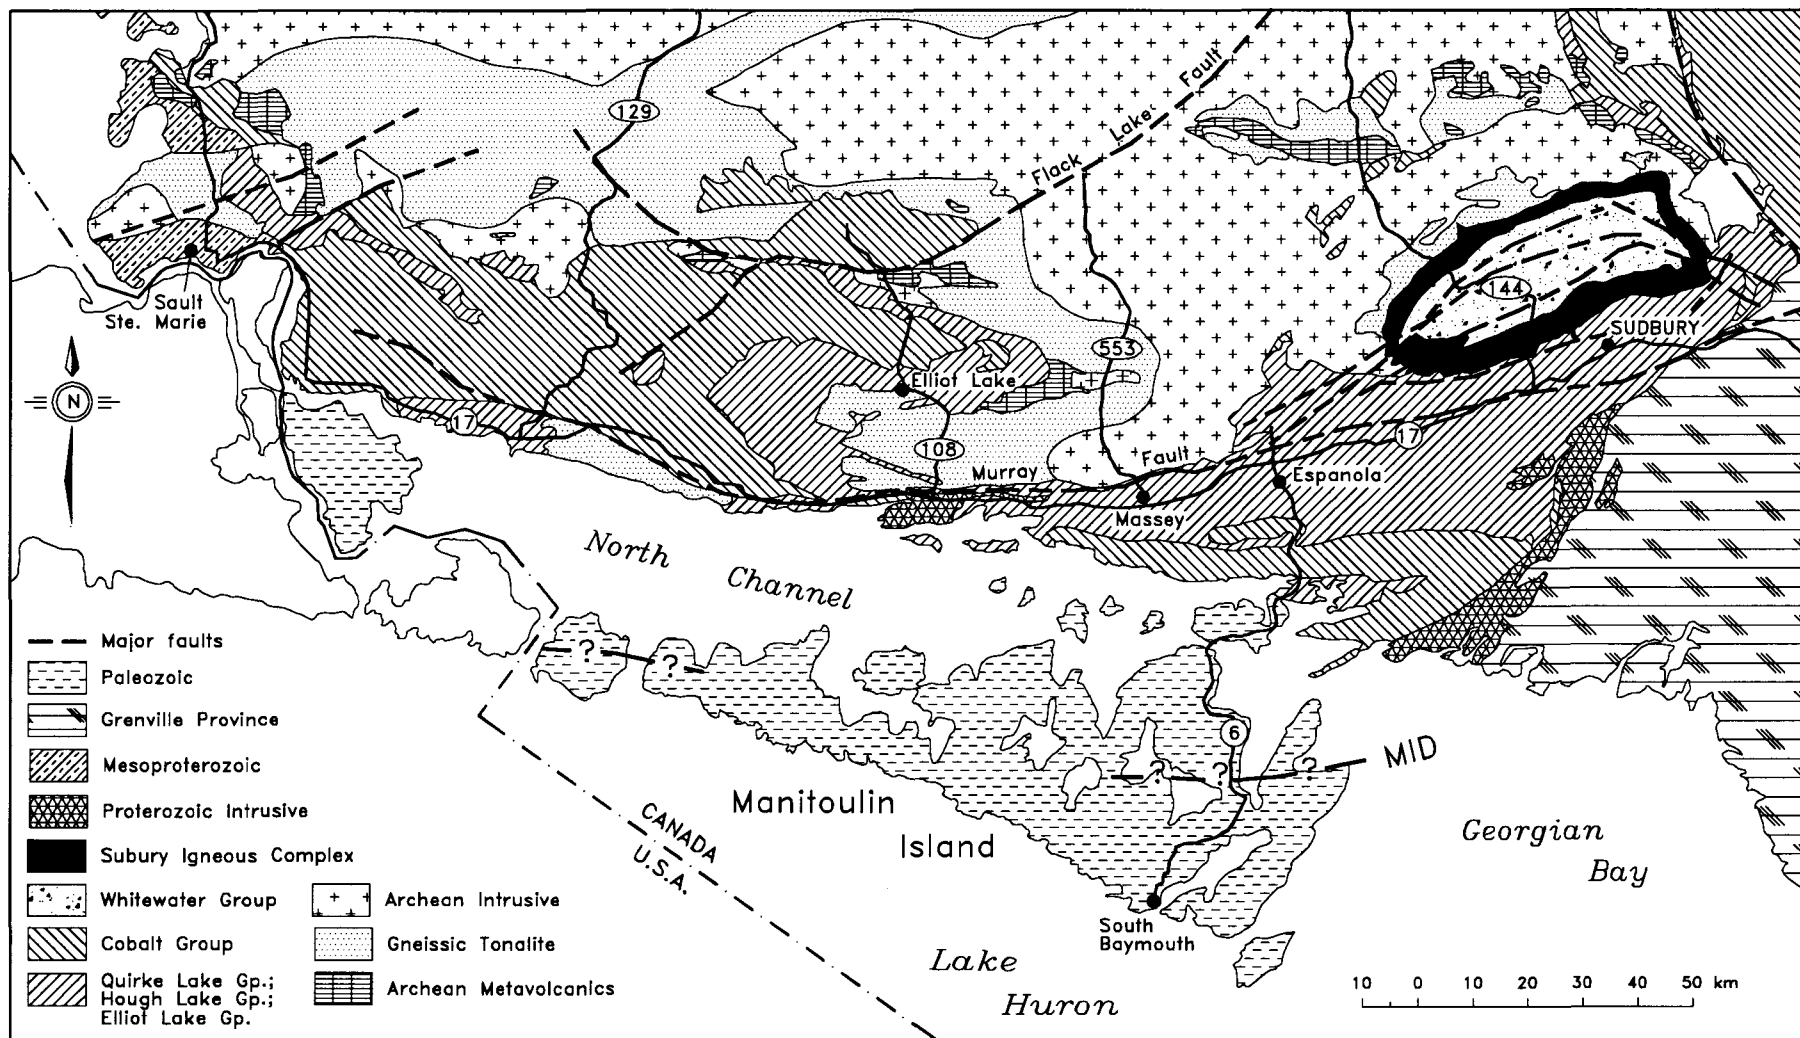 129
Flack Lake Fault
144
SUDBURY
Sault
Ste. Marie
N
553
Elliot Lake
17
17
108
Murray Fault
Espanola
Massey
North
Channel
Major faults
Paleozoic
Grenville Province
Mesoproterozoic
Proterozoic Intrusive
Subury Igneous Complex
Whitewater Group
Cobalt Group
Quirke Lake Gp.;
Hough Lake Gp.;
Elliot Lake Gp.
Archean Intrusive
Gneissic Tonalite
Archean Metavolcanics
? ?
6
? ? ?
MID
Manitoulin
Island
CANADA
U.S.A.
Georgian
Bay
South
Baymouth
Lake
Huron
10 0 10 20 30 40 50 km